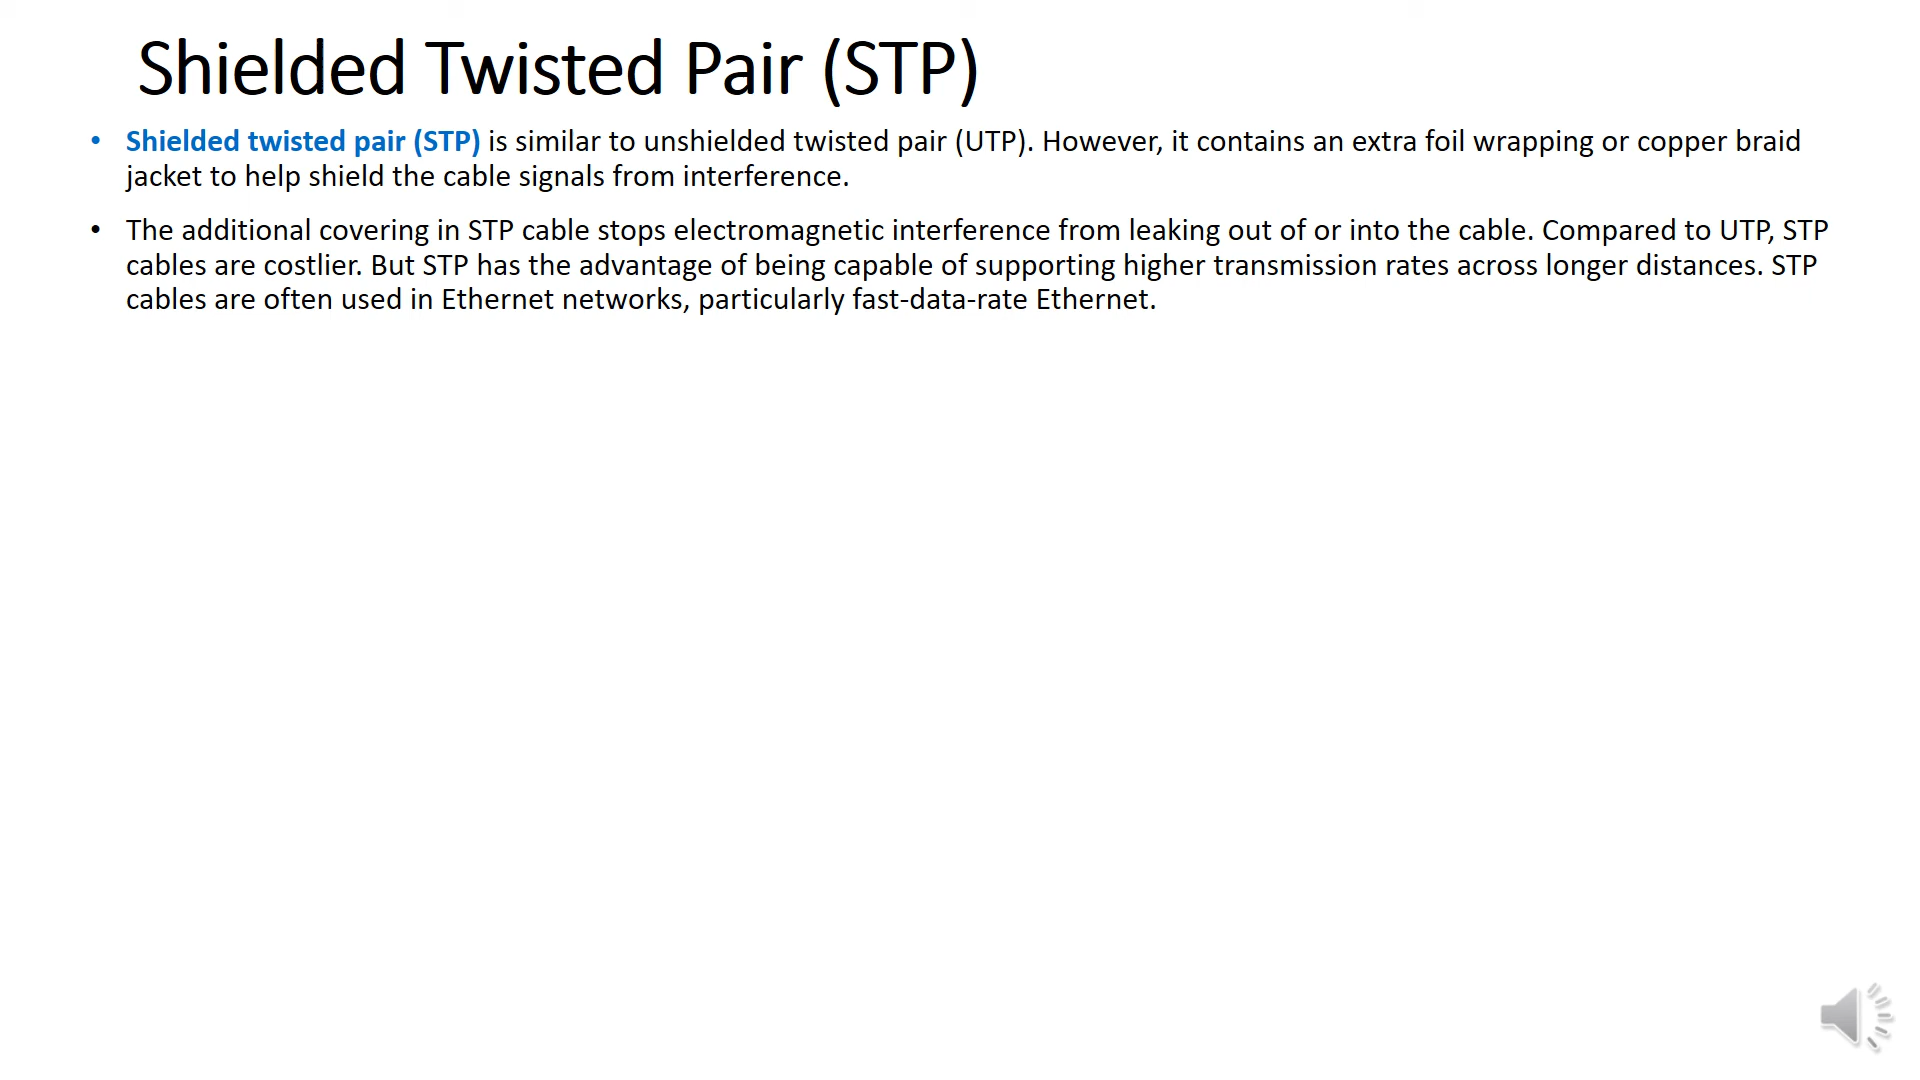 Shielded Twisted Pair (STP)
• Shielded twisted pair (STP) is similar to unshielded twisted pair (UTP). However, it contains an extra foil wrapping or copper braid
jacket to help shield the cable signals from interference.
• The additional covering in STP cable stops electromagnetic interference from leaking out of or into the cable. Compared to UTP, STP
cables are costlier. But STP has the advantage of being capable of supporting higher transmission rates across longer distances. STP
cables are often used in Ethernet networks, particularly fast-data-rate Ethernet.